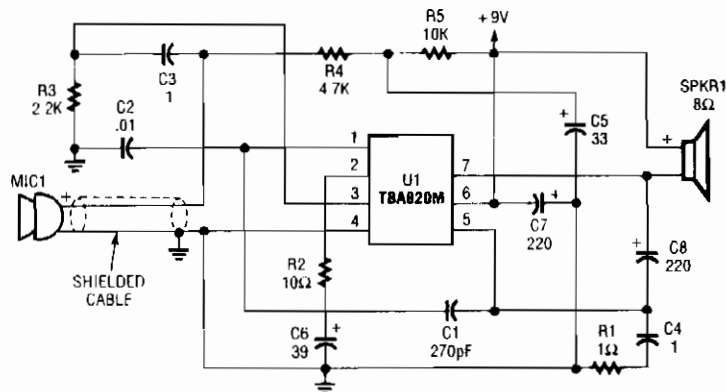 R5
10K
+9V
R3
2.2K
C3
1
R4
4.7K
C2
.01
C5
33
SPKR1
8Ω
+
+
MIC1
+
1
2
3
4
U1
TBA820M
7
6
5
+
C7
220
+
C8
220
SHIELDED
CABLE
R2
10Ω
C6
39
+
C1
270pF
R1
1Ω
C4
1